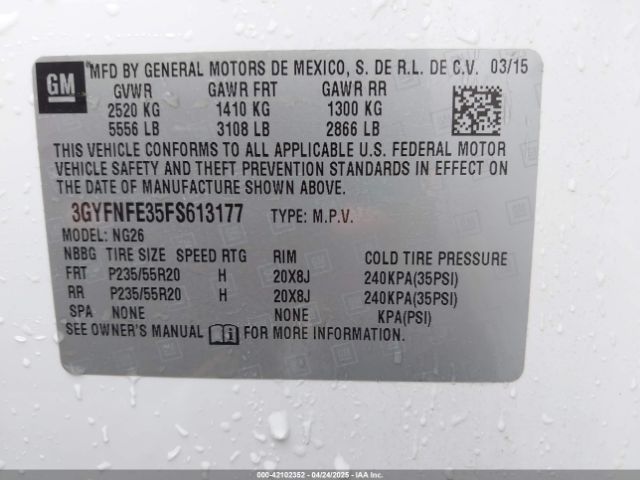 GM MFD BY GENERAL MOTORS DE MEXICO, S. DE R.L. DE C.V. 03/15
GVWR GAWR FRT GAWR RR
2520 KG 1410 KG 1300 KG
5556 LB 3108 LB 2866 LB
THIS VEHICLE CONFORMS TO ALL APPLICABLE U.S. FEDERAL MOTOR
VEHICLE SAFETY AND THEFT PREVENTION STANDARDS IN EFFECT ON
THE DATE OF MANUFACTURE SHOWN ABOVE.
3GYFNFE35FS613177 TYPE: M.P.V.
MODEL: NG26
NBBG TIRE SIZE SPEED RTG RIM COLD TIRE PRESSURE
FRT P235/55R20 H 20X8J 240KPA(35PSI)
RR P235/55R20 H 20X8J 240KPA(35PSI)
SPA NONE NONE KPA(PSI)
SEE OWNER'S MANUAL FOR MORE INFORMATION.
000-42102352 - 04/24/2025 - IAAI.COM